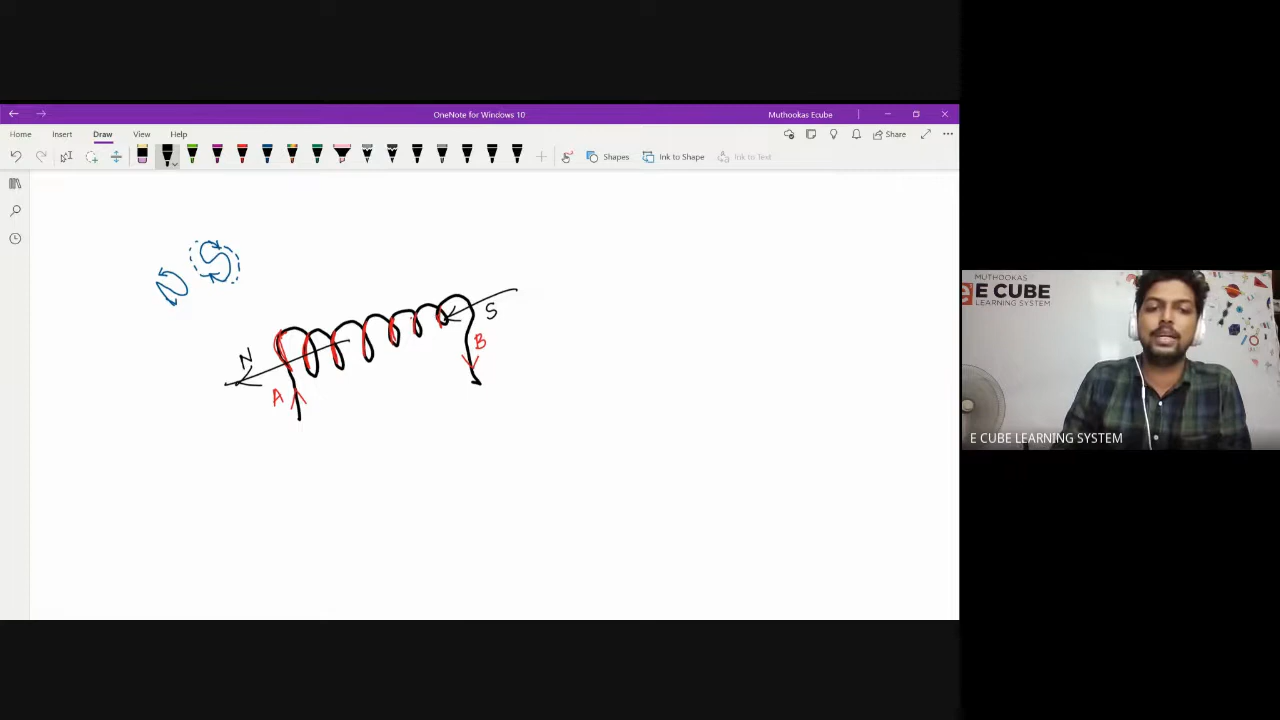 OneNote for Windows 10
Muthookas Ecube
Home Insert Draw View Help
Share
Shapes
Ink to Shape
Ink to Text
N S
N
S
A
B
MUTHOOKAS
E CUBE
LEARNING SYSTEM
E CUBE LEARNING SYSTEM